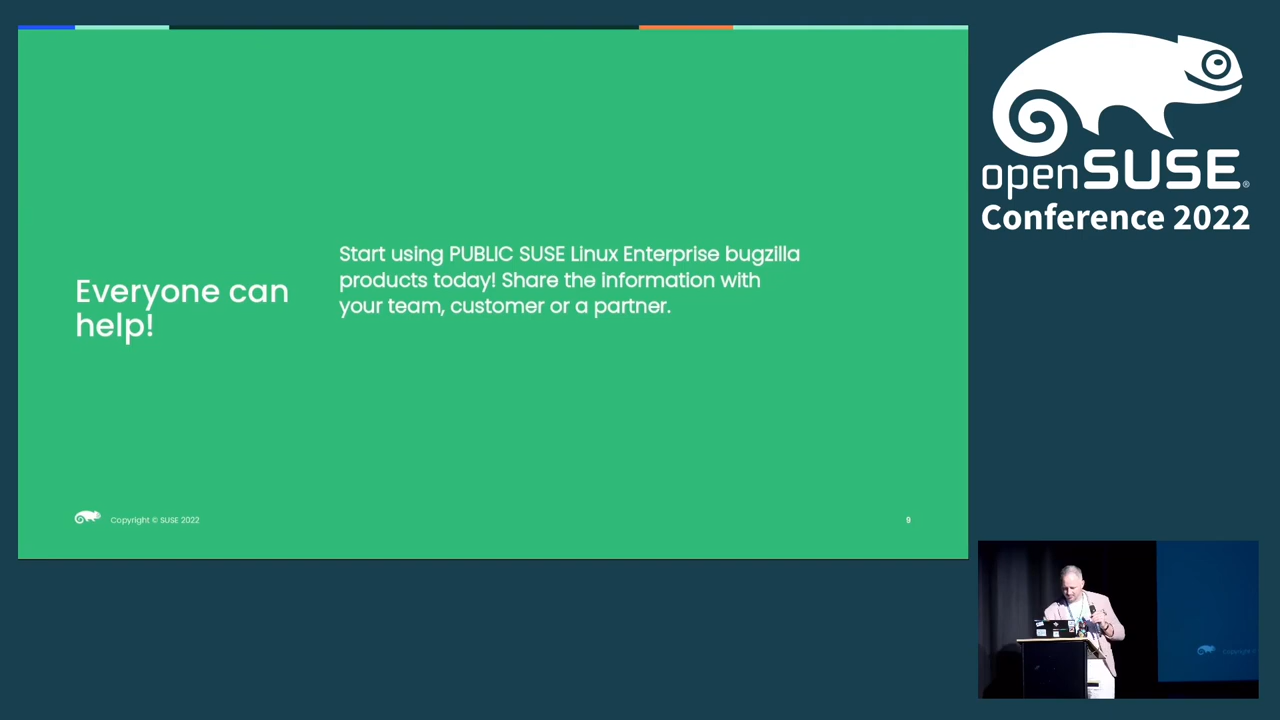 Everyone can
help!
Start using PUBLIC SUSE Linux Enterprise bugzilla
products today! Share the information with
your team, customer or a partner.
Copyright © SUSE 2022
9
openSUSE®
Conference 2022